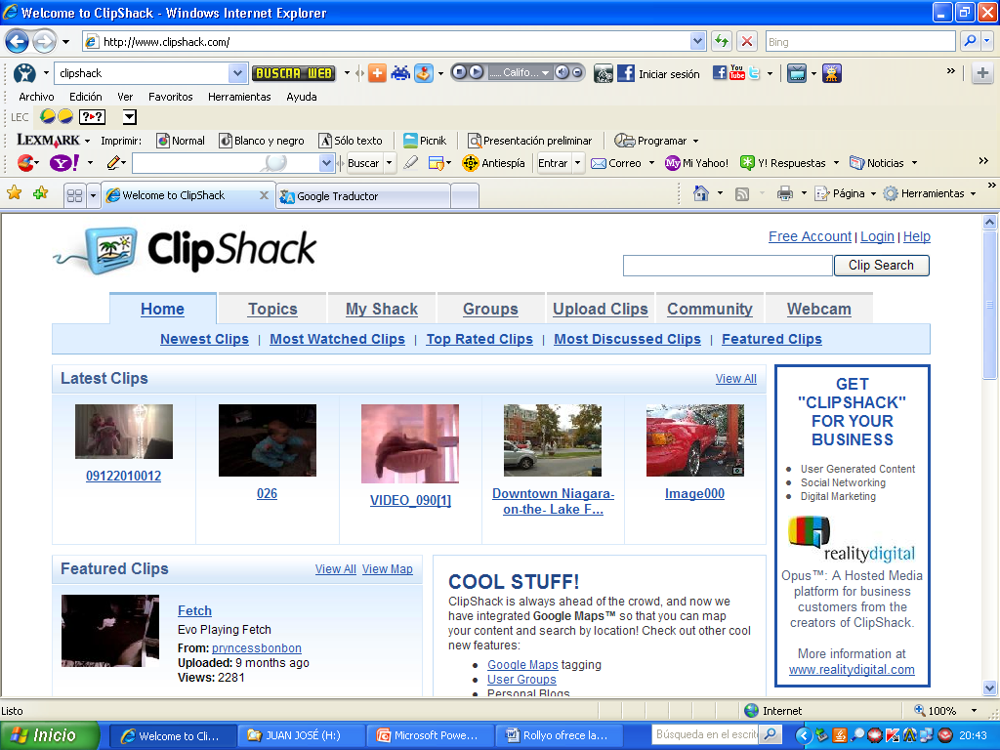 Welcome to ClipShack - Windows Internet Explorer
http://www.clipshack.com/
Bing
clipshack
BUSCAR WEB
..... Califo...
Iniciar sesión
You Tube
Archivo Edición Ver Favoritos Herramientas Ayuda
LEC
LEXMARK Imprimir: Normal Blanco y negro Sólo texto Picnik Presentación preliminar Programar
Y! Buscar Antiespía Entrar Correo Mi Yahoo! Y! Respuestas Noticias
Welcome to ClipShack
Google Traductor
Página Herramientas
ClipShack
Free Account | Login | Help
Clip Search
Home Topics My Shack Groups Upload Clips Community Webcam
Newest Clips | Most Watched Clips | Top Rated Clips | Most Discussed Clips | Featured Clips
Latest Clips
View All
09122010012
026
VIDEO_090[1]
Downtown Niagara-
on-the- Lake F...
Image000
GET
"CLIPSHACK"
FOR YOUR
BUSINESS
User Generated Content
Social Networking
Digital Marketing
realitydigital
Opus™: A Hosted Media
platform for business
customers from the
creators of ClipShack.
More information at
www.realitydigital.com
Featured Clips
View All View Map
Fetch
Evo Playing Fetch
From: pryncessbonbon
Uploaded: 9 months ago
Views: 2281
COOL STUFF!
ClipShack is always ahead of the crowd, and now we
have integrated Google Maps™ so that you can map
your content and search by location! Check out other cool
new features:
Google Maps tagging
User Groups
Personal Blogs
Listo
Internet
100%
Inicio
Welcome to Cli...
JUAN JOSÉ (H:)
Microsoft Powe...
Rollyo ofrece la...
Búsqueda en el escrit
20:43